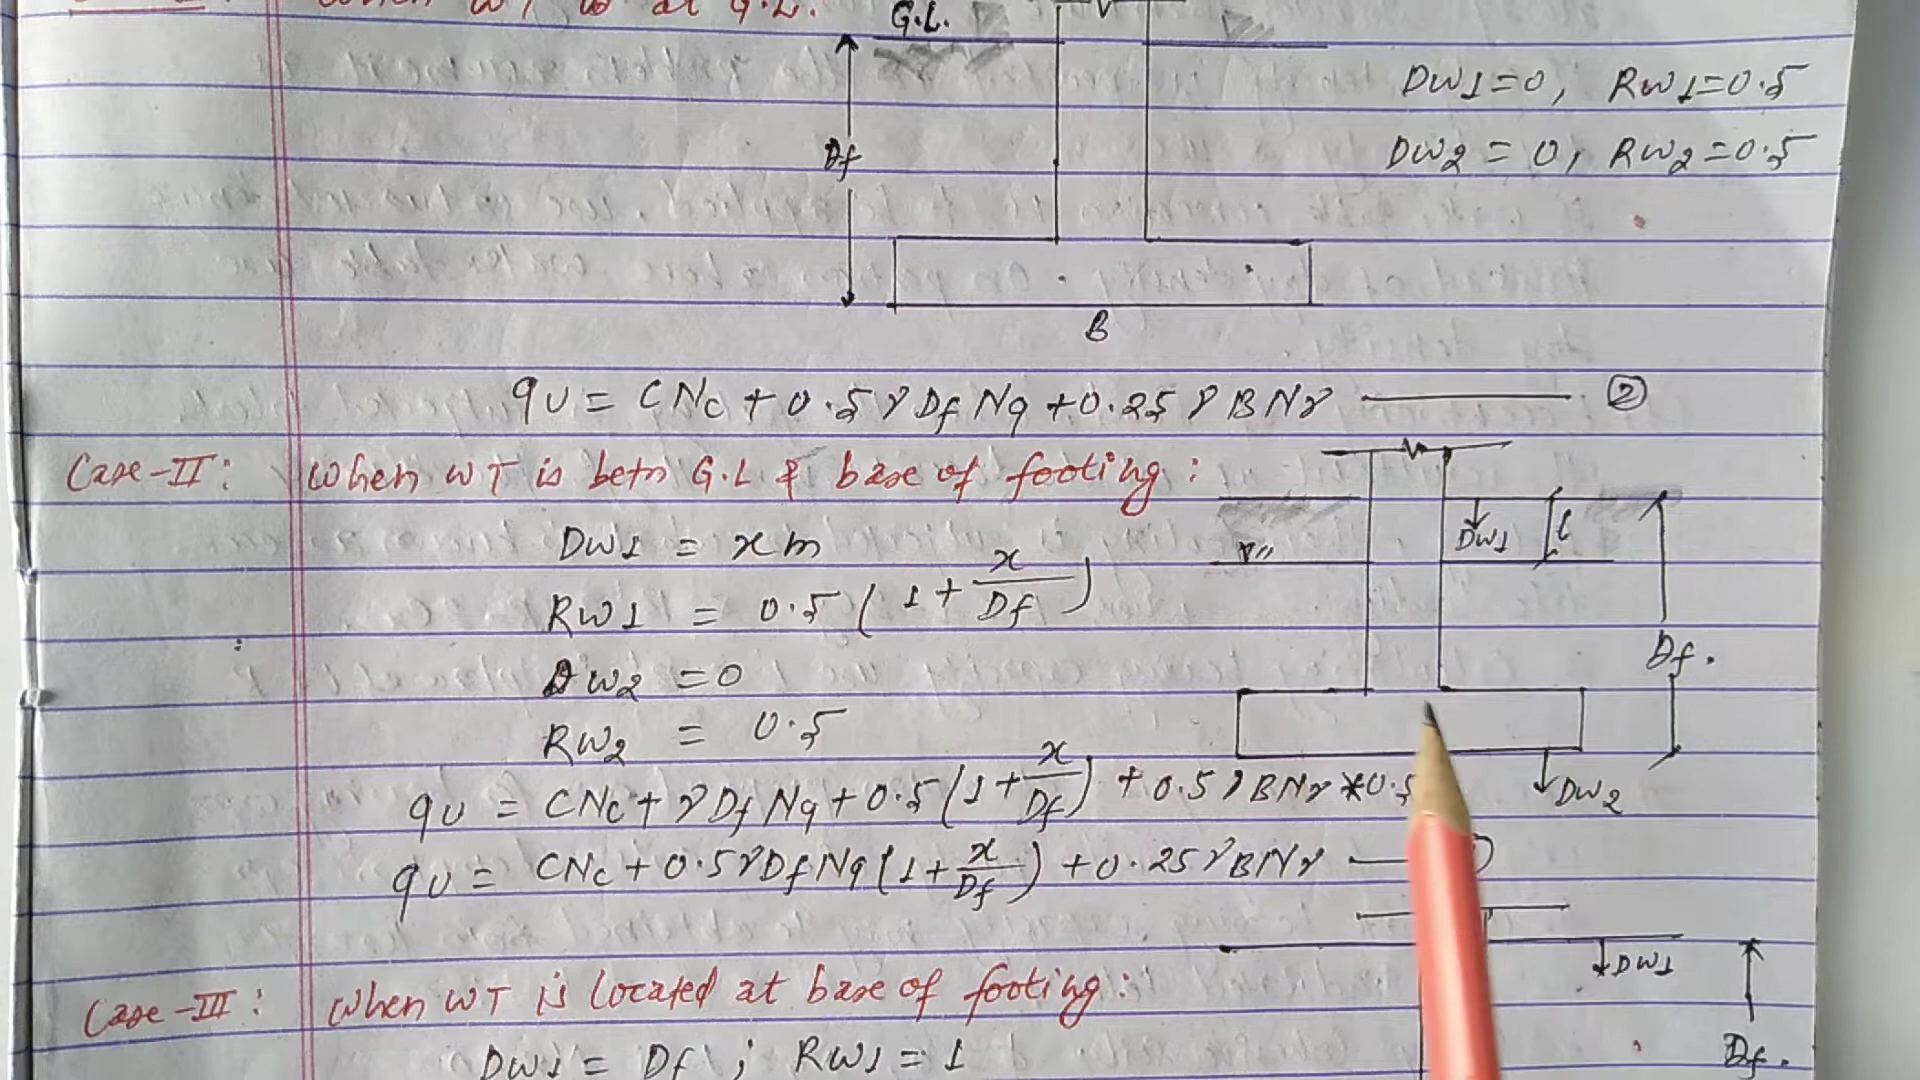 when WT is at G.L.
G.L.
Df
Dw1=0, Rw1=0.5
Dw2 = 0, Rw2=0.5
B
qu = CNc + 0.5 γ Df Nq + 0.25 γ B Nγ ②
Case-II: When WT is betn G.L & base of footing:
Dw1 = x m
Rw1 = 0.5 ( 1 + x/Df )
Dw2 = 0
Rw2 = 0.5
Dw1
Df.
Dw2
qu = CNc + γ Df Nq + 0.5 (1 + x/Df) + 0.5 γ B Nγ * 0.5
qu = CNc + 0.5 γ Df Nq (1 + x/Df) + 0.25 γ B Nγ
Case-III: When WT is located at base of footing:
Dw1 = Df ; Rw1 = 1
Dw1
Df.